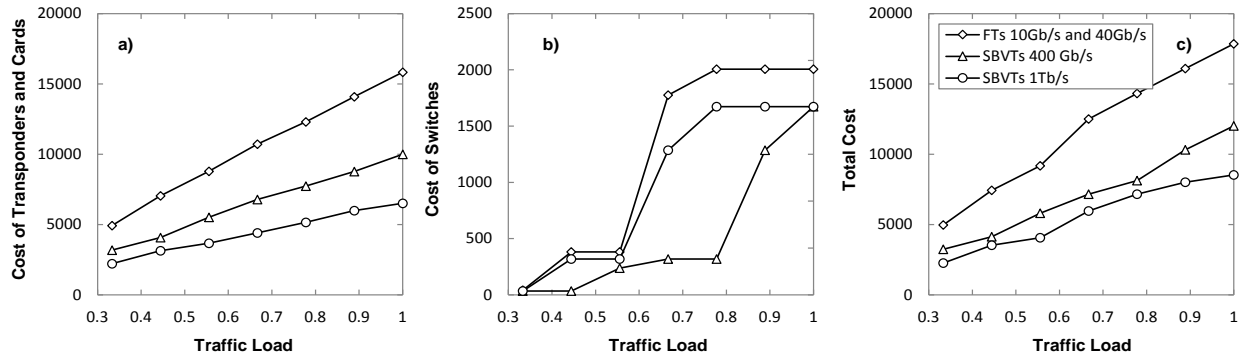 Cost of Transponders and Cards
20000
15000
10000
5000
0
a)
0.3 0.4 0.5 0.6 0.7 0.8 0.9 1
Traffic Load
Cost of Switches
2500
2000
1500
1000
500
0
b)
0.3 0.4 0.5 0.6 0.7 0.8 0.9 1
Traffic Load
Total Cost
20000
15000
10000
5000
0
FTs 10Gb/s and 40Gb/s
SBVTs 400 Gb/s
SBVTs 1Tb/s
c)
0.3 0.4 0.5 0.6 0.7 0.8 0.9 1
Traffic Load